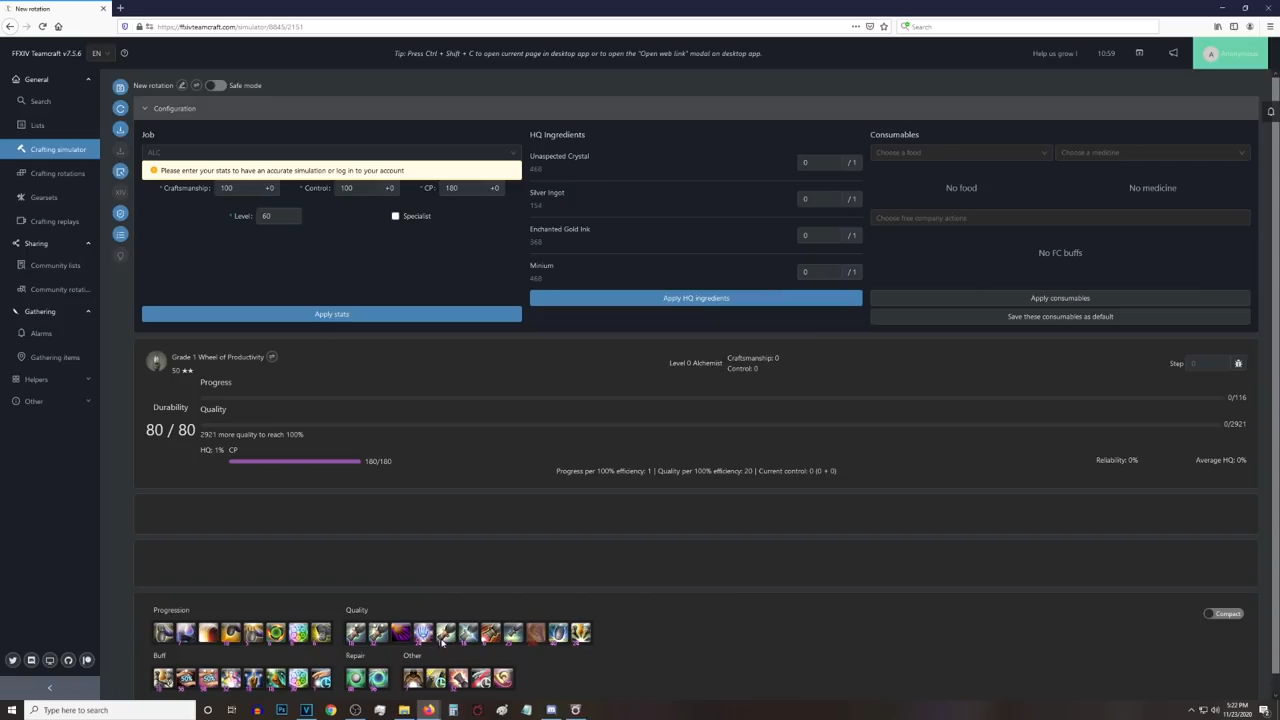 New rotation
https://ffxivteamcraft.com/simulator/8845/2151
Search
FFXIV Teamcraft v7.5.6
EN
Tip: Press Ctrl + Shift + C to open current page in desktop app or to open the "Open web link" modal on desktop app.
Help us grow !
10:59
A
Anonymous
General
Search
Lists
Crafting simulator
Crafting rotations
Gearsets
Crafting replays
Sharing
Community lists
Community rotati...
Gathering
Alarms
Gathering items
Helpers
Other
New rotation
Safe mode
Configuration
Job
ALC
Please enter your stats to have an accurate simulation or log in to your account
* Craftsmanship: 100 +0 * Control: 100 +0 * CP: 180 +0
* Level: 60 Specialist
Apply stats
HQ Ingredients
Unaspected Crystal 0 / 1
468
Silver Ingot 0 / 1
154
Enchanted Gold Ink 0 / 1
368
Minium 0 / 1
468
Apply HQ ingredients
Consumables
Choose a food Choose a medicine
No food No medicine
Choose free company actions
No FC buffs
Apply consumables
Save these consumables as default
Grade 1 Wheel of Productivity
50 ★★
Level 0 Alchemist
Craftsmanship: 0
Control: 0
Step 0
Progress
0/116
Durability
80 / 80
Quality
0/2921
2921 more quality to reach 100%
HQ: 1% CP
180/180
Progress per 100% efficiency: 1 | Quality per 100% efficiency: 20 | Current control: 0 (0 + 0)
Reliability: 0% Average HQ: 0%
Progression
Quality
Compact
Buff
Repair
Other
Type here to search
5:22 PM
11/23/2020